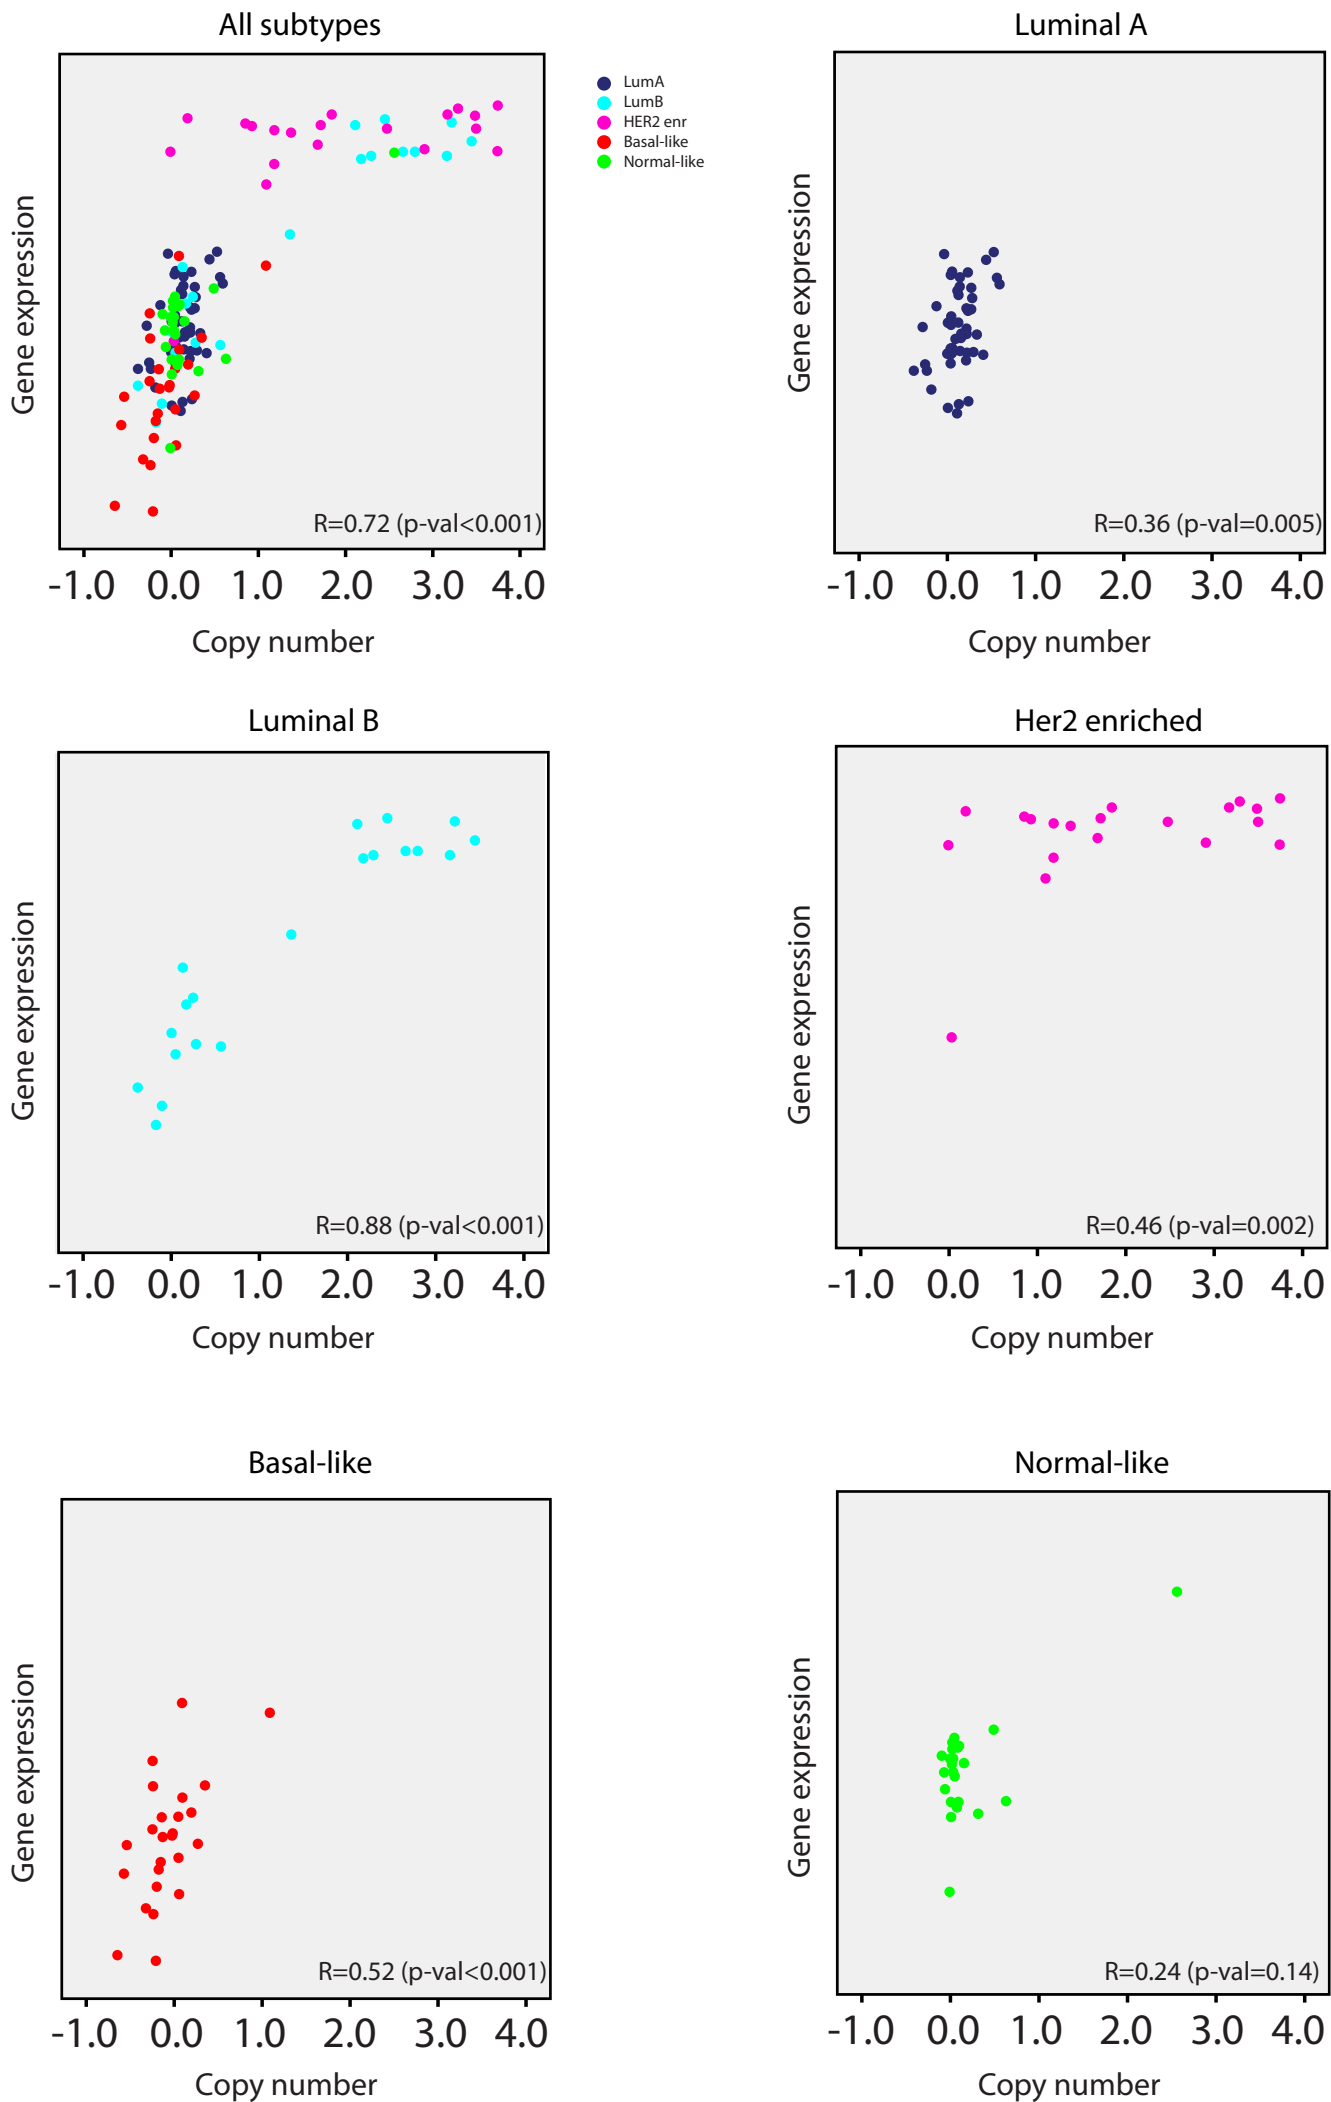 All subtypes
Gene expression
R=0.72 (p-val<0.001)
-1.0 0.0 1.0 2.0 3.0 4.0
Copy number
LumA
LumB
HER2 enr
Basal-like
Normal-like
Luminal A
Gene expression
R=0.36 (p-val=0.005)
-1.0 0.0 1.0 2.0 3.0 4.0
Copy number
Luminal B
Gene expression
R=0.88 (p-val<0.001)
-1.0 0.0 1.0 2.0 3.0 4.0
Copy number
Her2 enriched
Gene expression
R=0.46 (p-val=0.002)
-1.0 0.0 1.0 2.0 3.0 4.0
Copy number
Basal-like
Gene expression
R=0.52 (p-val<0.001)
-1.0 0.0 1.0 2.0 3.0 4.0
Copy number
Normal-like
Gene expression
R=0.24 (p-val=0.14)
-1.0 0.0 1.0 2.0 3.0 4.0
Copy number